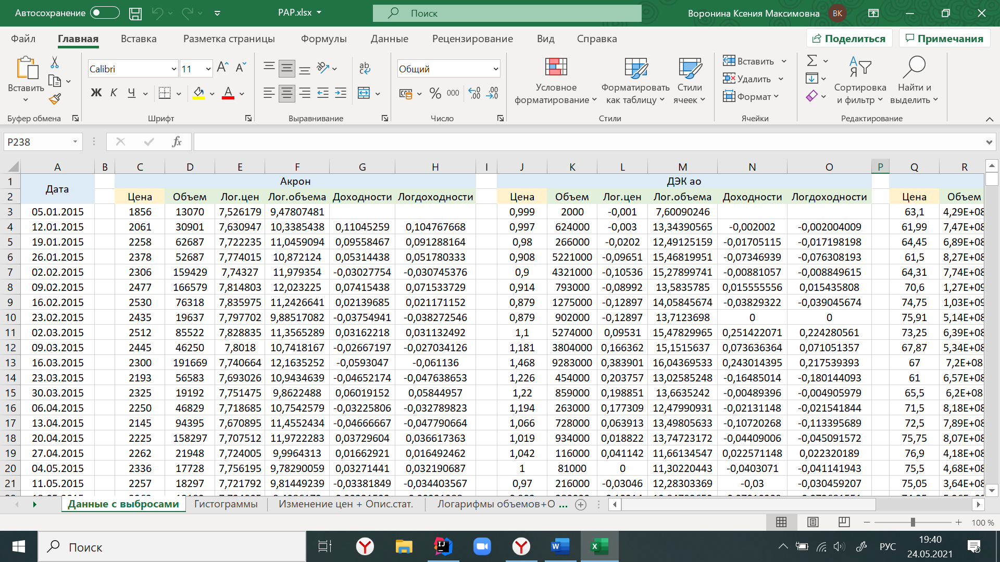 Автосохранение
PAP.xlsx
Поиск
Воронина Ксения Максимовна
ВК
Файл Главная Вставка Разметка страницы Формулы Данные Рецензирование Вид Справка Поделиться Примечания
Вставить
Calibri 11
Ж К Ч
Общий
% 000
Условное форматирование
Форматировать как таблицу
Стили ячеек
Вставить
Удалить
Формат
Сортировка и фильтр
Найти и выделить
Буфер обмена Шрифт Выравнивание Число Стили Ячейки Редактирование
P238 fx
A B C D E F G H I J K L M N O P Q R
1 Дата Акрон ДЭК ао
2 Цена Объем Лог.цен Лог.объема Доходности Логдоходности Цена Объем Лог.цен Лог.объема Доходности Логдоходности Цена Объем
3 05.01.2015 1856 13070 7,526179 9,47807481 0,999 2000 -0,001 7,60090246 63,1 4,29E+08
4 12.01.2015 2061 30901 7,630947 10,3385438 0,11045259 0,104767668 0,997 624000 -0,003 13,34390565 -0,002002 -0,002004009 61,99 7,47E+08
5 19.01.2015 2258 62687 7,722235 11,0459094 0,09558467 0,091288164 0,98 266000 -0,0202 12,49125159 -0,01705115 -0,017198198 64,45 6,89E+08
6 26.01.2015 2378 52687 7,774015 10,872124 0,05314438 0,051780333 0,908 5221000 -0,09651 15,46819951 -0,07346939 -0,076308193 61,5 8,27E+08
7 02.02.2015 2306 159429 7,74327 11,979354 -0,03027754 -0,030745376 0,9 4321000 -0,10536 15,27899741 -0,00881057 -0,008849615 64,31 7,74E+08
8 09.02.2015 2477 166579 7,814803 12,023225 0,07415438 0,071533729 0,914 793000 -0,08992 13,5835785 0,015555556 0,015435808 70,6 1,27E+09
9 16.02.2015 2530 76318 7,835975 11,2426641 0,02139685 0,021171152 0,879 1275000 -0,12897 14,05845674 -0,03829322 -0,039045674 74,75 1,03E+09
10 23.02.2015 2435 19637 7,797702 9,88517082 -0,03754941 -0,038272546 0,879 902000 -0,12897 13,7123698 0 0 75,91 5,14E+08
11 02.03.2015 2512 85522 7,828835 11,3565289 0,03162218 0,031132492 1,1 5274000 0,09531 15,47829965 0,251422071 0,224280561 73,25 6,39E+08
12 09.03.2015 2445 46250 7,8018 10,7418167 -0,02667197 -0,027034126 1,181 3804000 0,166362 15,1515637 0,073636364 0,071051357 67,87 5,34E+08
13 16.03.2015 2300 191669 7,740664 12,1635252 -0,0593047 -0,061136 1,468 9283000 0,383901 16,04369533 0,243014395 0,217539393 67 7,2E+08
14 23.03.2015 2193 56583 7,693026 10,9434639 -0,04652174 -0,047638653 1,226 454000 0,203757 13,02585248 -0,16485014 -0,180144093 61 6,57E+08
15 30.03.2015 2325 19192 7,751475 9,8622488 0,06019152 0,05844957 1,22 859000 0,198851 13,6635242 -0,00489396 -0,004905979 65,5 6,2E+08
16 06.04.2015 2250 46829 7,718685 10,7542579 -0,03225806 -0,032789823 1,194 263000 0,177309 12,47990931 -0,02131148 -0,021541844 71,5 8,18E+08
17 13.04.2015 2145 94395 7,670895 11,4552434 -0,04666667 -0,047790664 1,066 728000 0,063913 13,49805633 -0,10720268 -0,113395689 72,5 7,89E+08
18 20.04.2015 2225 158297 7,707512 11,9722283 0,03729604 0,036617363 1,019 934000 0,018822 13,74723172 -0,04409006 -0,045091572 75,75 8,07E+08
19 27.04.2015 2262 21948 7,724005 9,9964313 0,01662921 0,016492462 1,042 116000 0,041142 11,66134547 0,022571148 0,022320189 76,9 4,18E+08
20 04.05.2015 2336 17728 7,756195 9,78290059 0,03271441 0,032190687 1 81000 0 11,30220443 -0,0403071 -0,041141943 75,5 4,68E+08
21 11.05.2015 2257 18297 7,721792 9,81449239 -0,03381849 -0,034403567 0,97 216000 -0,03046 12,28303369 -0,03 -0,030459207 75,05 3,64E+08
Данные с выбросами Гистограммы Изменение цен + Опис.стат. Логарифмы объемов+О ...
100 %
Поиск
РУС
19:40
24.05.2021